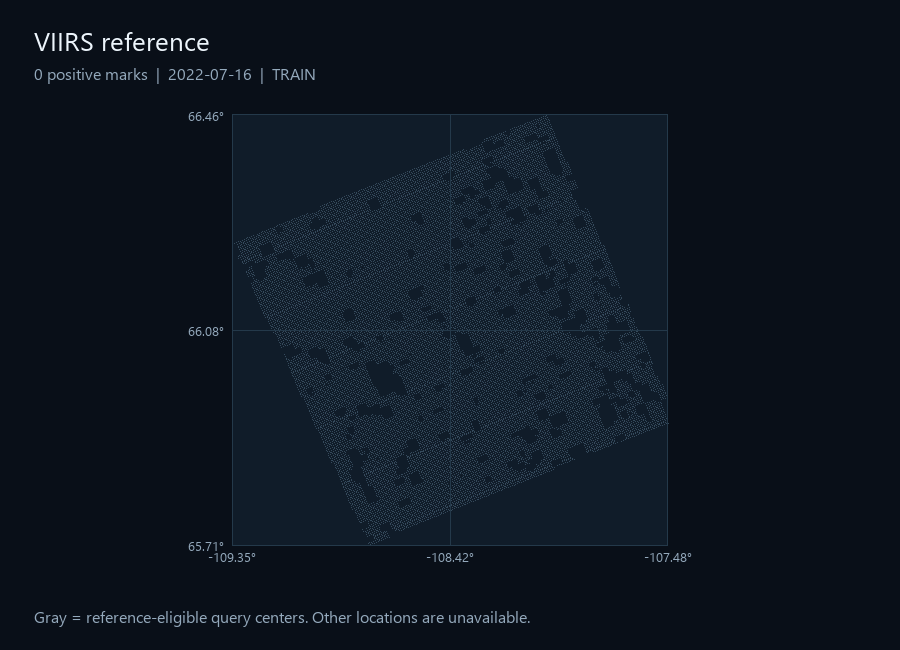 VIIRS reference
0 positive marks | 2022-07-16 | TRAIN
66.46°
66.08°
65.71°
-109.35°
-108.42°
-107.48°
Gray = reference-eligible query centers. Other locations are unavailable.